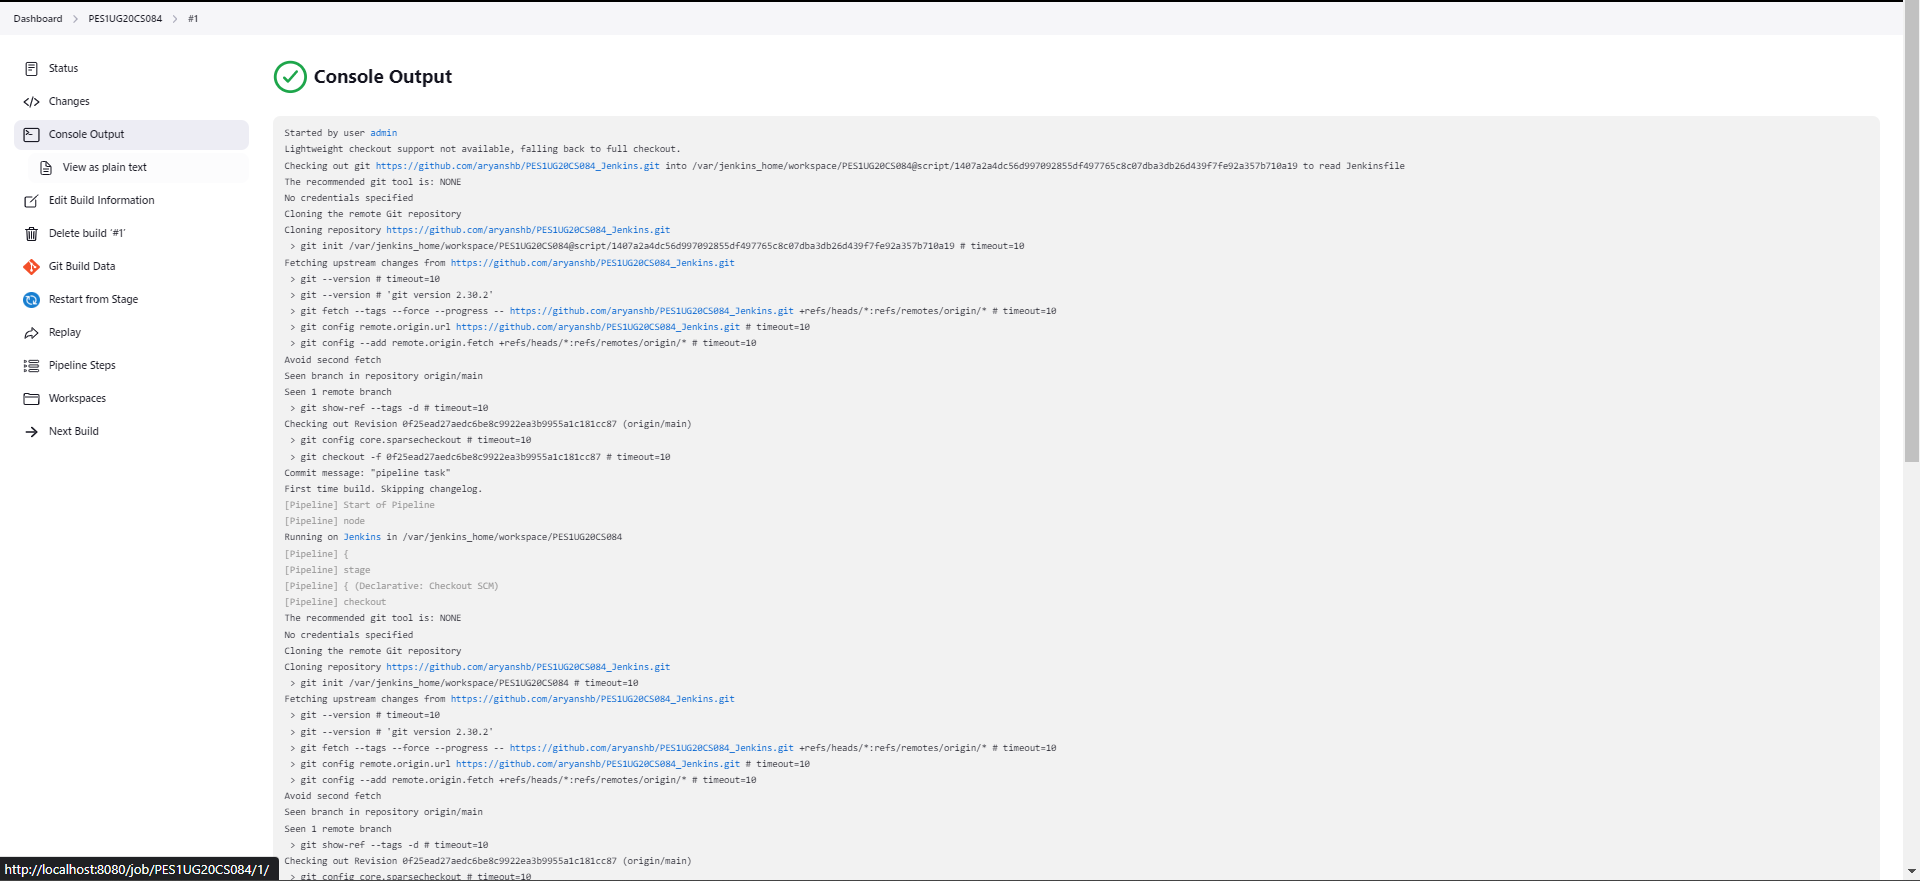 Dashboard > PES1UG20CS084 > #1
Status
Changes
Console Output
View as plain text
Edit Build Information
Delete build '#1'
Git Build Data
Restart from Stage
Replay
Pipeline Steps
Workspaces
Next Build
Console Output
Started by user admin
Lightweight checkout support not available, falling back to full checkout.
Checking out git https://github.com/aryanshb/PES1UG20CS084_Jenkins.git into /var/jenkins_home/workspace/PES1UG20CS084@script/1407a2a4dc56d997092855df497765c8c07dba3db26d439f7fe92a357b710a19 to read Jenkinsfile
The recommended git tool is: NONE
No credentials specified
Cloning the remote Git repository
Cloning repository https://github.com/aryanshb/PES1UG20CS084_Jenkins.git
> git init /var/jenkins_home/workspace/PES1UG20CS084@script/1407a2a4dc56d997092855df497765c8c07dba3db26d439f7fe92a357b710a19 # timeout=10
Fetching upstream changes from https://github.com/aryanshb/PES1UG20CS084_Jenkins.git
> git --version # timeout=10
> git --version # 'git version 2.30.2'
> git fetch --tags --force --progress -- https://github.com/aryanshb/PES1UG20CS084_Jenkins.git +refs/heads/*:refs/remotes/origin/* # timeout=10
> git config remote.origin.url https://github.com/aryanshb/PES1UG20CS084_Jenkins.git # timeout=10
> git config --add remote.origin.fetch +refs/heads/*:refs/remotes/origin/* # timeout=10
Avoid second fetch
Seen branch in repository origin/main
Seen 1 remote branch
> git show-ref --tags -d # timeout=10
Checking out Revision 0f25ead27aedc6be8c9922ea3b9955a1c181cc87 (origin/main)
> git config core.sparsecheckout # timeout=10
> git checkout -f 0f25ead27aedc6be8c9922ea3b9955a1c181cc87 # timeout=10
Commit message: "pipeline task"
First time build. Skipping changelog.
[Pipeline] Start of Pipeline
[Pipeline] node
Running on Jenkins in /var/jenkins_home/workspace/PES1UG20CS084
[Pipeline] {
[Pipeline] stage
[Pipeline] { (Declarative: Checkout SCM)
[Pipeline] checkout
The recommended git tool is: NONE
No credentials specified
Cloning the remote Git repository
Cloning repository https://github.com/aryanshb/PES1UG20CS084_Jenkins.git
> git init /var/jenkins_home/workspace/PES1UG20CS084 # timeout=10
Fetching upstream changes from https://github.com/aryanshb/PES1UG20CS084_Jenkins.git
> git --version # timeout=10
> git --version # 'git version 2.30.2'
> git fetch --tags --force --progress -- https://github.com/aryanshb/PES1UG20CS084_Jenkins.git +refs/heads/*:refs/remotes/origin/* # timeout=10
> git config remote.origin.url https://github.com/aryanshb/PES1UG20CS084_Jenkins.git # timeout=10
> git config --add remote.origin.fetch +refs/heads/*:refs/remotes/origin/* # timeout=10
Avoid second fetch
Seen branch in repository origin/main
Seen 1 remote branch
> git show-ref --tags -d # timeout=10
Checking out Revision 0f25ead27aedc6be8c9922ea3b9955a1c181cc87 (origin/main)
> git config core.sparsecheckout # timeout=10
http://localhost:8080/job/PES1UG20CS084/1/